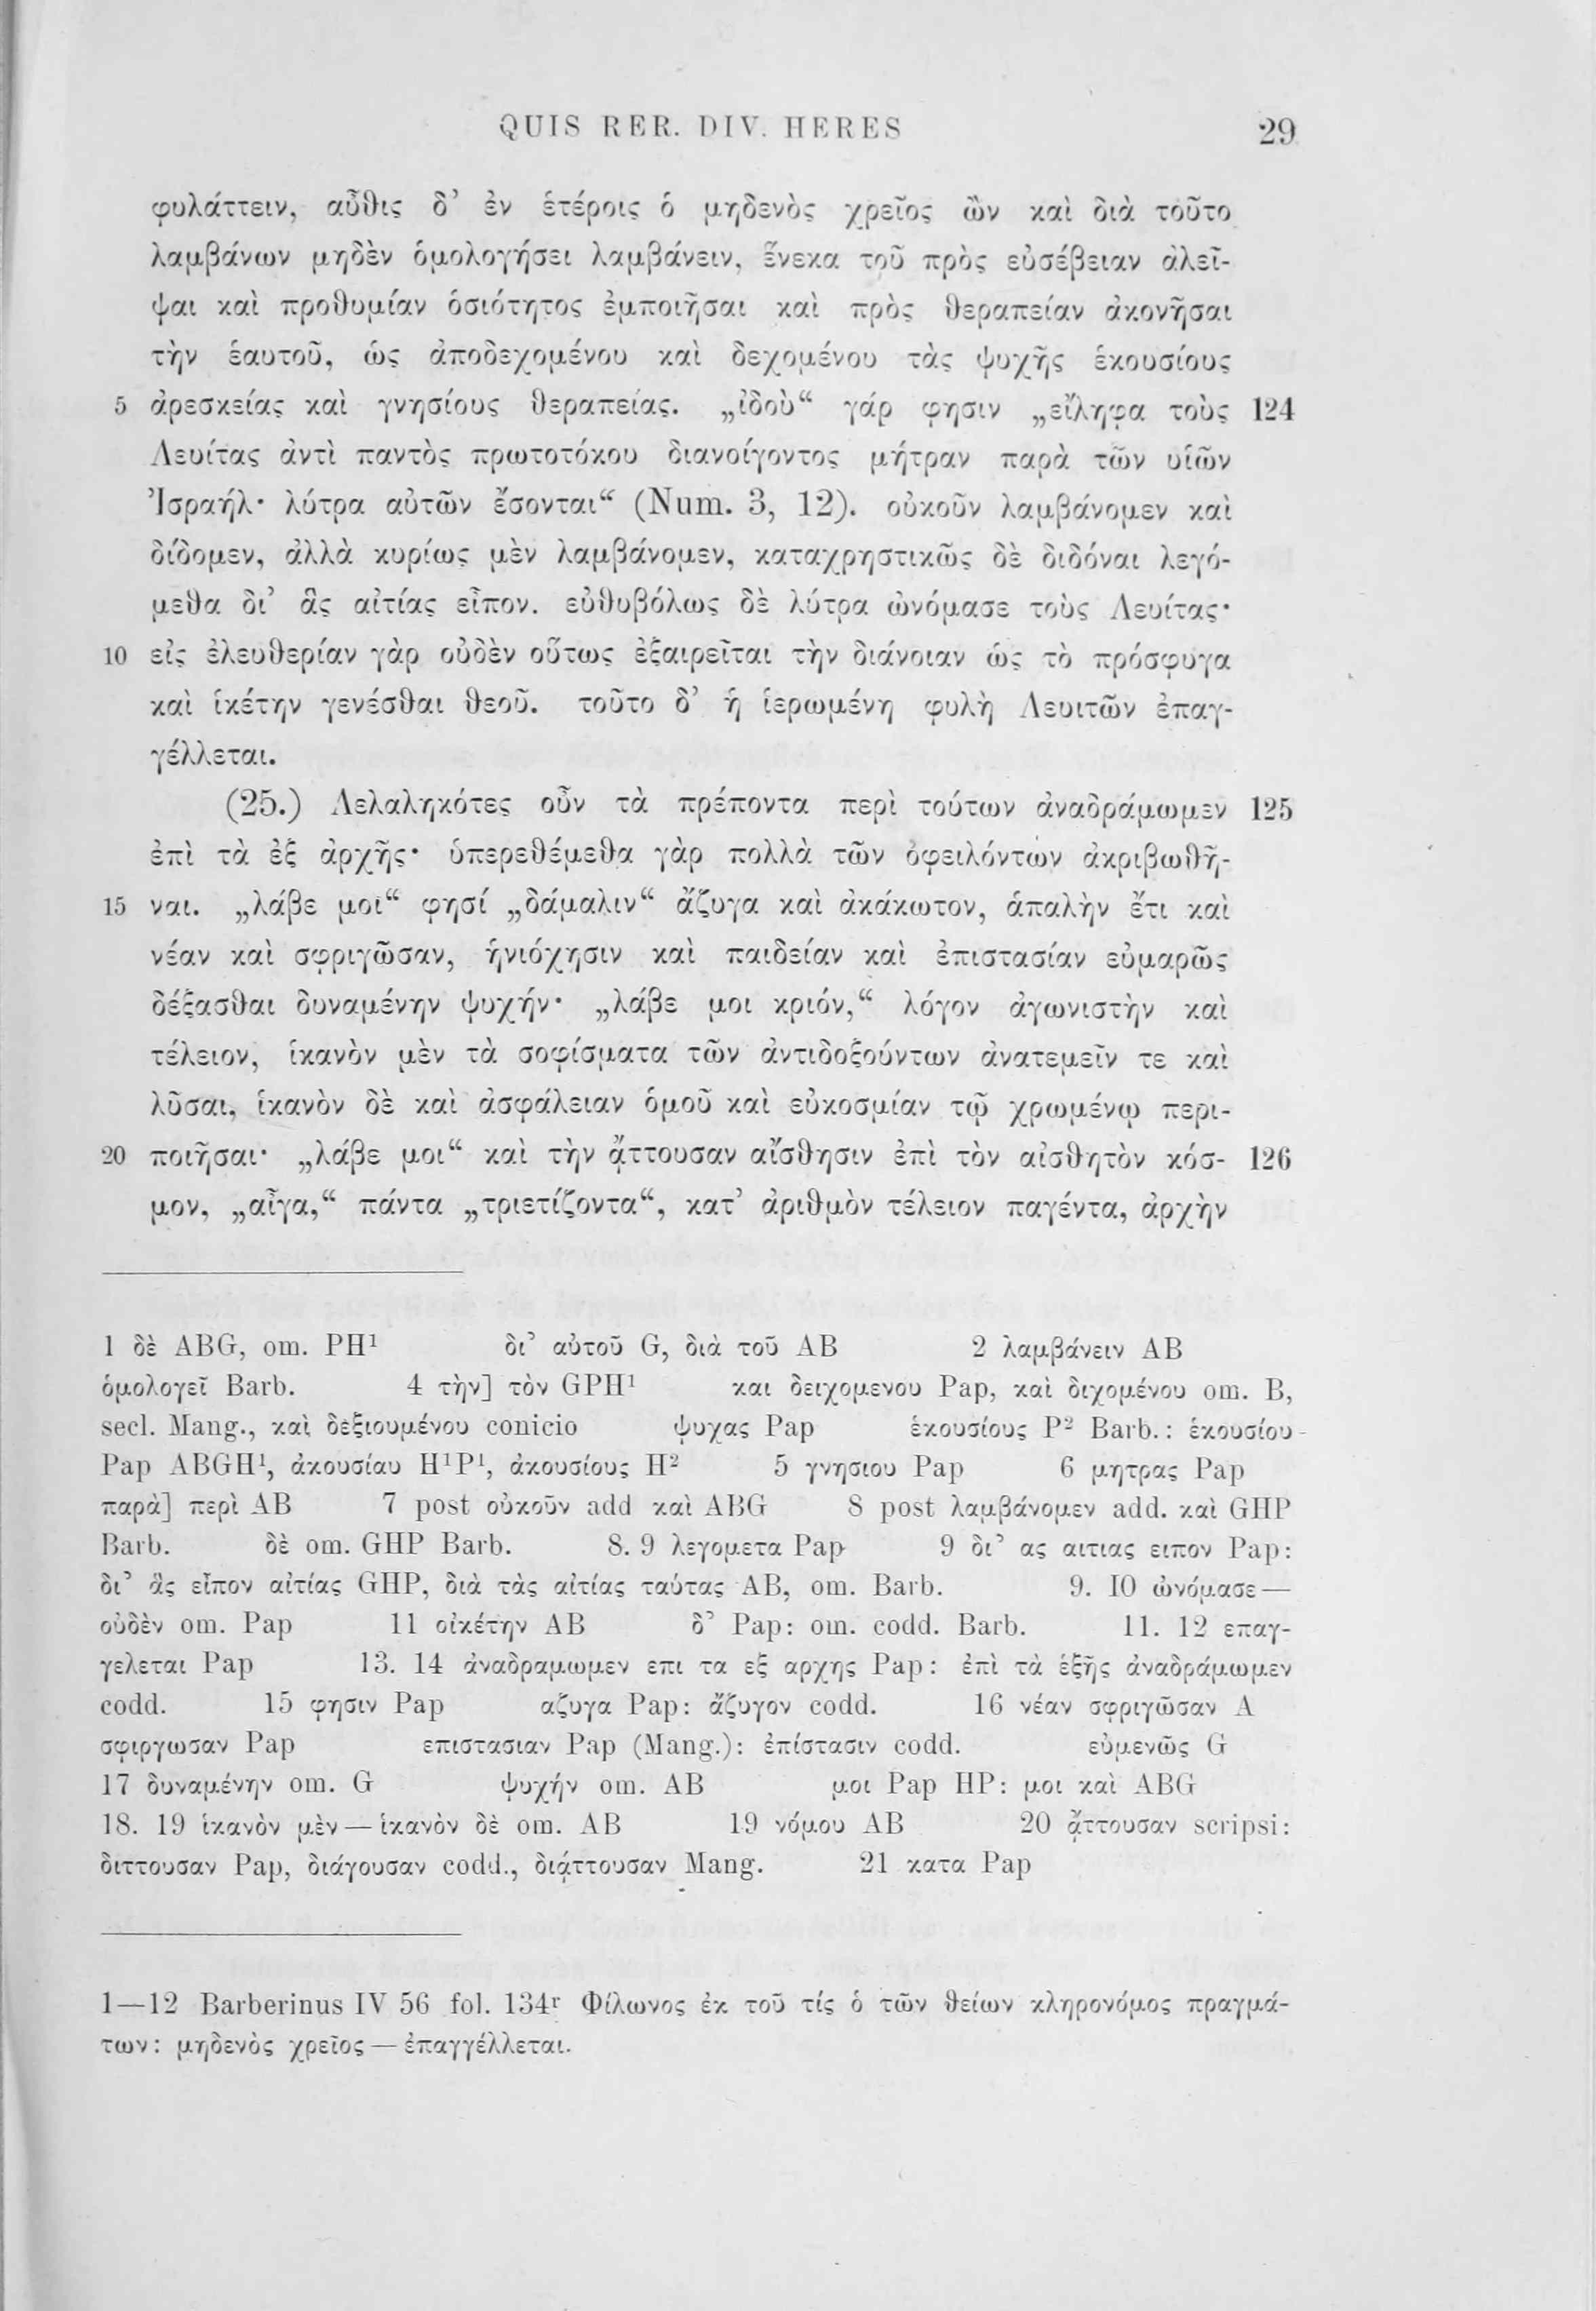 QUIS RER. DIV. HERES 29
φυλάττειν, αὖθις δ’ ἐν ἑτέροις ὁ μηδενὸς χρεῖος ὢν καὶ διὰ τοῦτο
λαμβάνων μηδὲν ὁμολογήσει λαμβάνειν, ἕνεκα τοῦ πρὸς εὐσέβειαν ἀλεῖ-
ψαι καὶ προθυμίαν ὁσιότητος ἐμποιῆσαι καὶ πρὸς θεραπείαν ἀκονῆσαι
τὴν ἑαυτοῦ, ὡς ἀποδεχομένου καὶ δεχομένου τὰς ψυχῆς ἑκουσίους
5 ἀρεσκείας καὶ γνησίους θεραπείας. „ἰδοὺ“ γάρ φησιν „εἴληφα τοὺς 124
Λευίτας ἀντὶ παντὸς πρωτοτόκου διανοίγοντος μήτραν παρὰ τῶν υἱῶν
Ἰσραήλ· λύτρα αὐτῶν ἔσονται“ (Num. 3, 12). οὐκοῦν λαμβάνομεν καὶ
δίδομεν, ἀλλὰ κυρίως μὲν λαμβάνομεν, καταχρηστικῶς δὲ διδόναι λεγό-
μεθα δι’ ἃς αἰτίας εἶπον. εὐθυβόλως δὲ λύτρα ὠνόμασε τοὺς Λευίτας·
10 εἰς ἐλευθερίαν γὰρ οὐδὲν οὕτως ἐξαιρεῖται τὴν διάνοιαν ὡς τὸ πρόσφυγα
καὶ ἱκέτην γενέσθαι θεοῦ. τοῦτο δ’ ἡ ἱερωμένη φυλὴ Λευιτῶν ἐπαγ-
γέλλεται.
(25.) Λελαληκότες οὖν τὰ πρέποντα περὶ τούτων ἀναδράμωμεν 125
ἐπὶ τὰ ἐξ ἀρχῆς· ὑπερεθέμεθα γὰρ πολλὰ τῶν ὀφειλόντων ἀκριβωθῆ-
15 ναι. „λάβε μοι“ φησί „δάμαλιν“ ἄζυγα καὶ ἀκάκωτον, ἁπαλὴν ἔτι καὶ
νέαν καὶ σφριγῶσαν, ἡνιόχησιν καὶ παιδείαν καὶ ἐπιστασίαν εὐμαρῶς
δέξασθαι δυναμένην ψυχήν· „λάβε μοι κριόν,“ λόγον ἀγωνιστὴν καὶ
τέλειον, ἱκανὸν μὲν τὰ σοφίσματα τῶν ἀντιδοξούντων ἀνατεμεῖν τε καὶ
λῦσαι, ἱκανὸν δὲ καὶ ἀσφάλειαν ὁμοῦ καὶ εὐκοσμίαν τῷ χρωμένῳ περι-
20 ποιῆσαι· „λάβε μοι“ καὶ τὴν ᾄττουσαν αἴσθησιν ἐπὶ τὸν αἰσθητὸν κόσ- 126
μον, „αἶγα,“ πάντα „τριετίζοντα“, κατ’ ἀριθμὸν τέλειον παγέντα, ἀρχὴν
1 δὲ ABG, om. PH¹ δι’ αὐτοῦ G, διὰ τοῦ AB 2 λαμβάνειν AB
ὁμολογεῖ Barb. 4 τὴν] τὸν GPH¹ και δειχομενου Pap, καὶ διχομένου om. B,
secl. Mang., καὶ δεξιουμένου conicio ψυχας Pap ἑκουσίους P² Barb.: ἑκουσίου
Pap ABGH¹, ἀκουσίαυ H¹P¹, ἀκουσίους H² 5 γνησιου Pap 6 μητρας Pap
παρὰ] περὶ AB 7 post οὐκοῦν add καὶ ABG 8 post λαμβάνομεν add. καὶ GHP
Barb. δὲ om. GHP Barb. 8. 9 λεγομετα Pap 9 δι’ ας αιτιας ειπον Pap:
δι’ ἃς εἶπον αἰτίας GHP, διὰ τὰς αἰτίας ταύτας AB, om. Barb. 9. 10 ὠνόμασε—
οὐδὲν om. Pap 11 οἰκέτην AB δ’ Pap: om. codd. Barb. 11. 12 επαγ-
γελεται Pap 13. 14 ἀναδραμωμεν επι τα εξ αρχης Pap: ἐπὶ τὰ ἑξῆς ἀναδράμωμεν
codd. 15 φησιν Pap αζυγα Pap: ἄζυγον codd. 16 νέαν σφριγῶσαν A
σφιργωσαν Pap επιστασιαν Pap (Mang.): ἐπίστασιν codd. εὐμενῶς G
17 δυναμένην om. G ψυχήν om. AB μοι Pap HP: μοι καὶ ABG
18. 19 ἱκανὸν μὲν — ἱκανὸν δὲ om. AB 19 νόμου AB 20 ᾄττουσαν scripsi:
διττουσαν Pap, διάγουσαν codd., διᾴττουσαν Mang. 21 κατα Pap
1—12 Barberinus IV 56 fol. 134ʳ Φίλωνος ἐκ τοῦ τίς ὁ τῶν θείων κληρονόμος πραγμά-
των: μηδενὸς χρεῖος — ἐπαγγέλλεται.